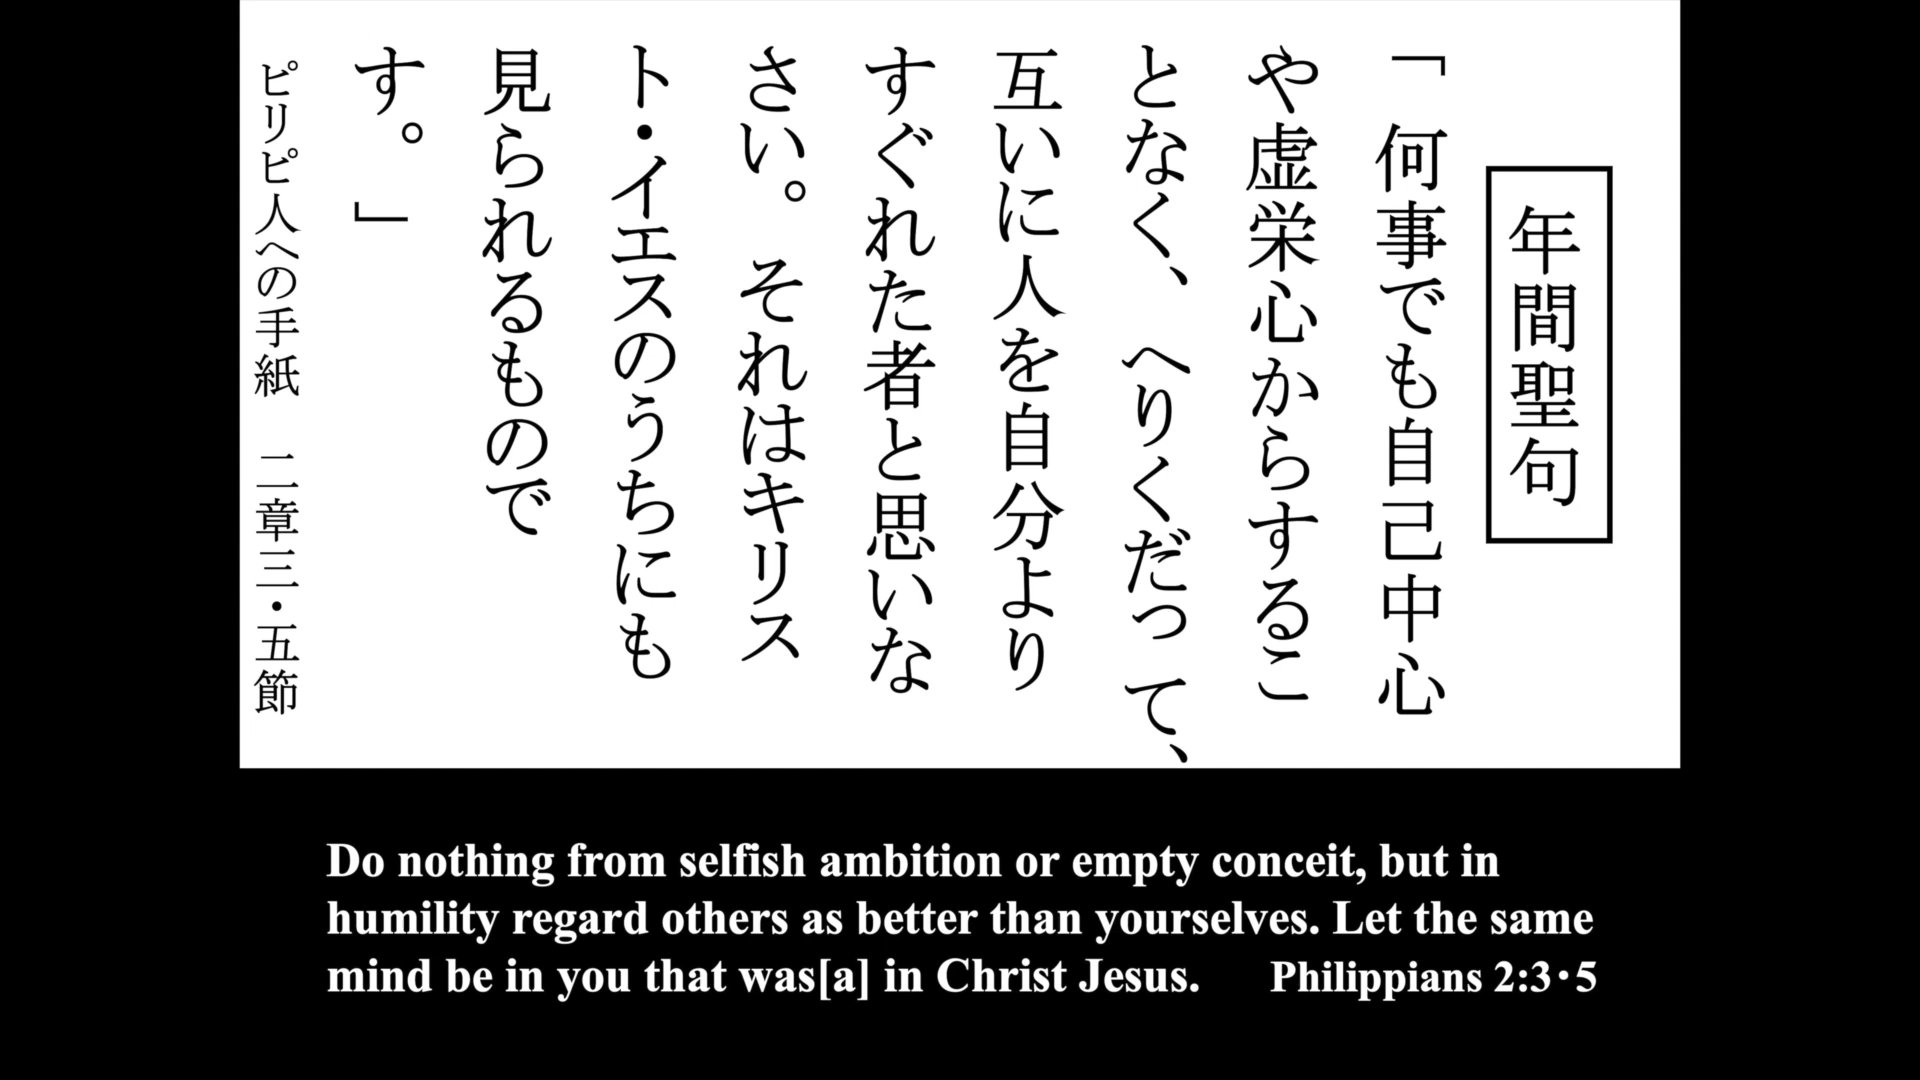 年間聖句
「何事でも自己中心
や虚栄心からするこ
となく、へりくだって、
互いに人を自分より
すぐれた者と思いな
さい。それはキリス
ト・イエスのうちにも
見られるもので
す。」
ピリピ人への手紙　二章三・五節
Do nothing from selfish ambition or empty conceit, but in
humility regard others as better than yourselves. Let the same
mind be in you that was[a] in Christ Jesus. Philippians 2:3・5